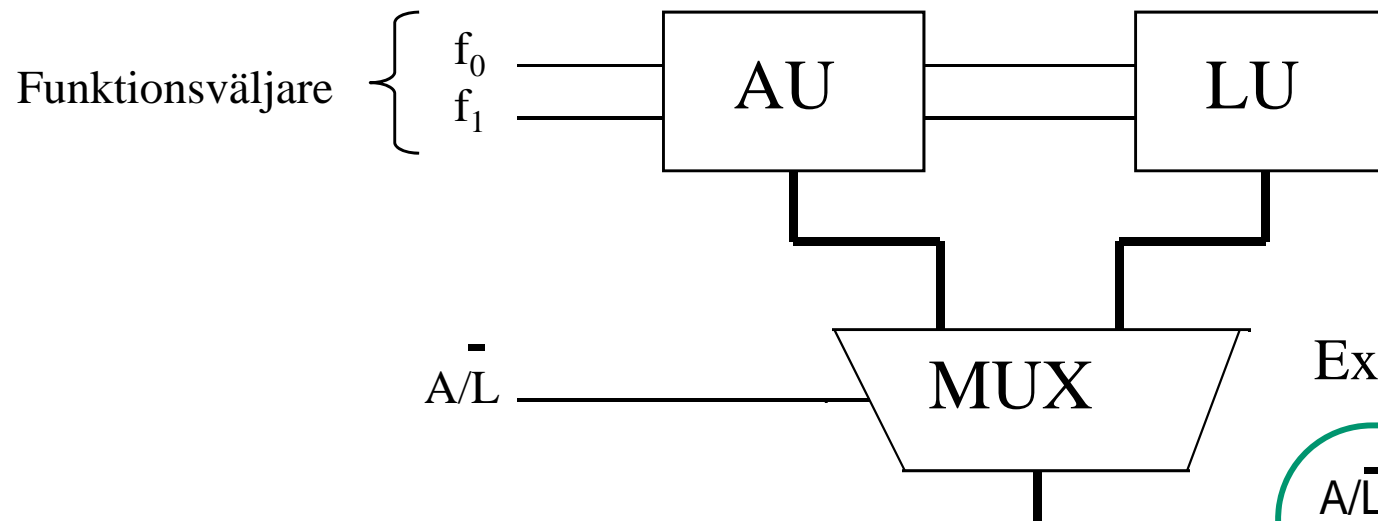 f₀
Funktionsväljare
f₁
AU
LU
A/L̅
MUX
Ex
A/L̅